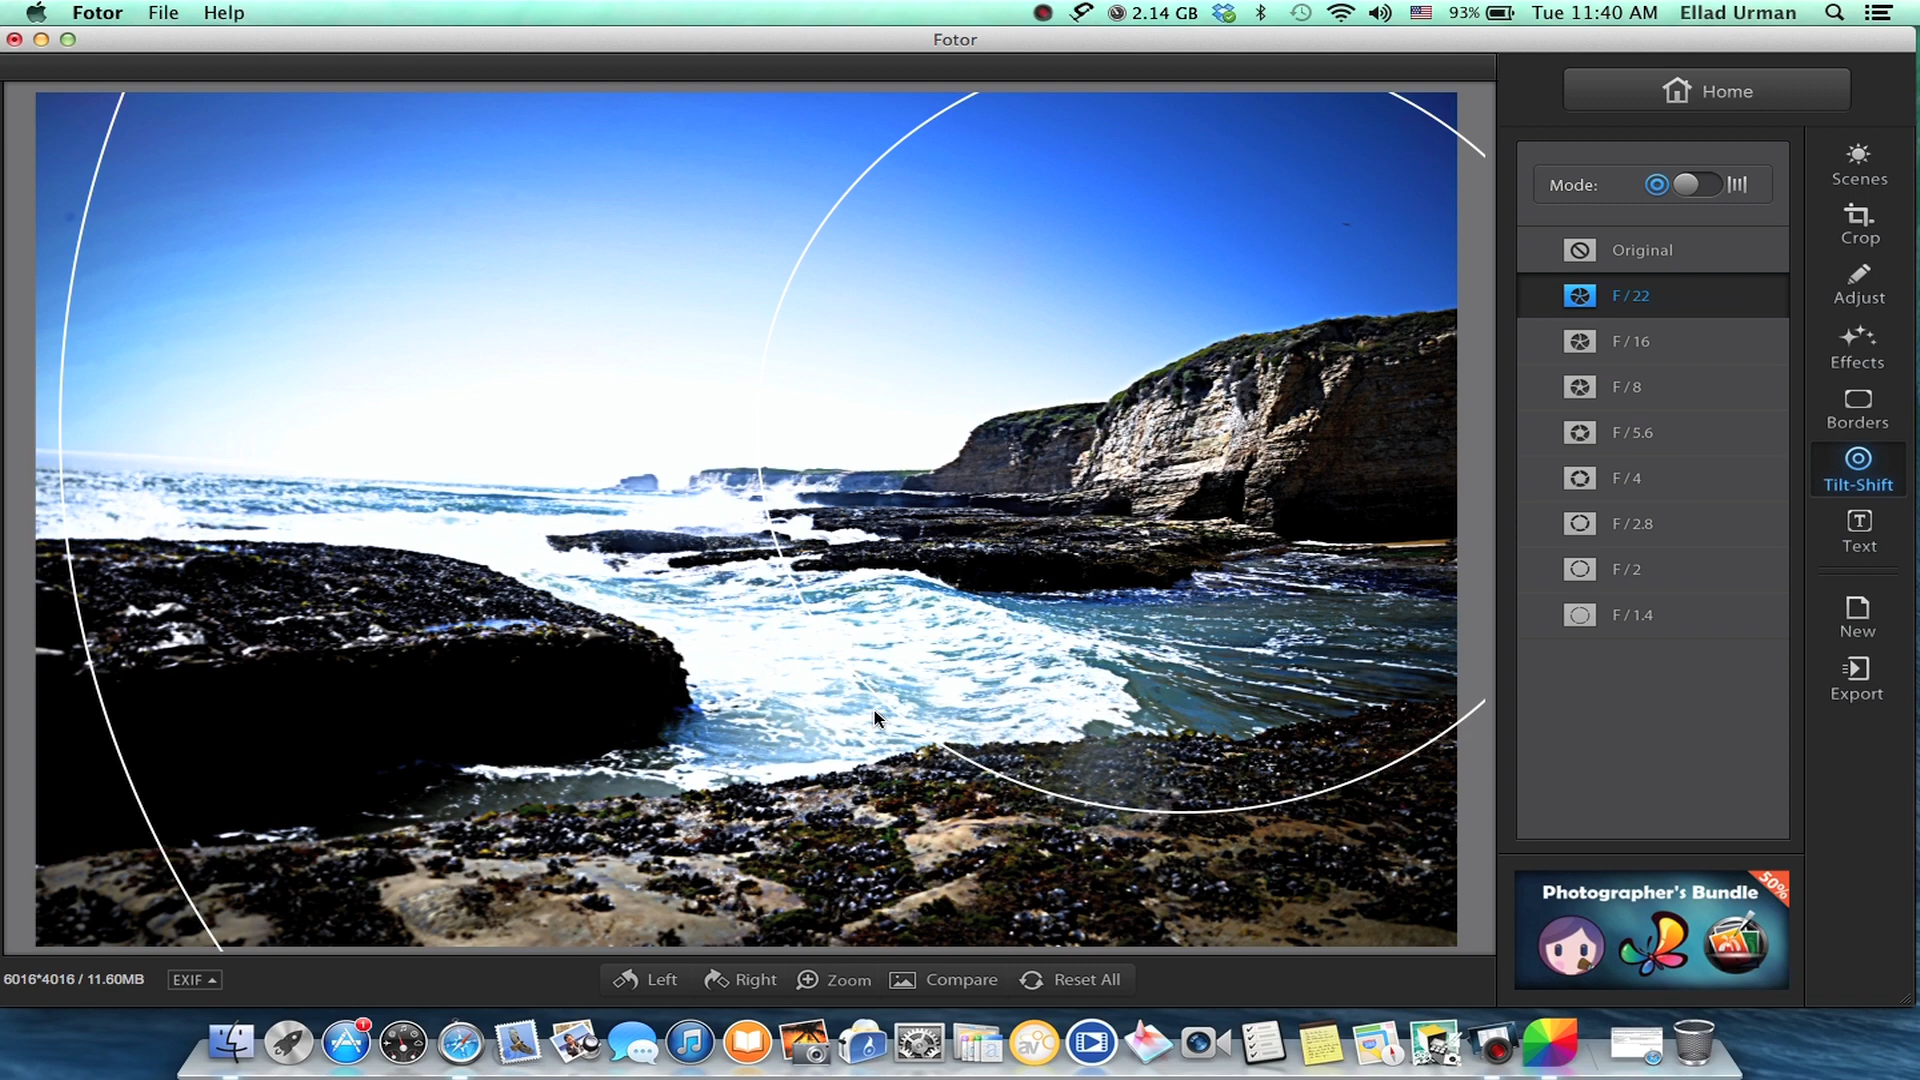 Fotor File Help 2.14 GB 93% Tue 11:40 AM Ellad Urman
Fotor
Home
Mode:
Original
F/22
F/16
F/8
F/5.6
F/4
F/2.8
F/2
F/1.4
Scenes
Crop
Adjust
Effects
Borders
Tilt-Shift
T
Text
New
Export
Photographer's Bundle
50%
6016*4016 / 11.60MB EXIF Left Right Zoom Compare Reset All
1